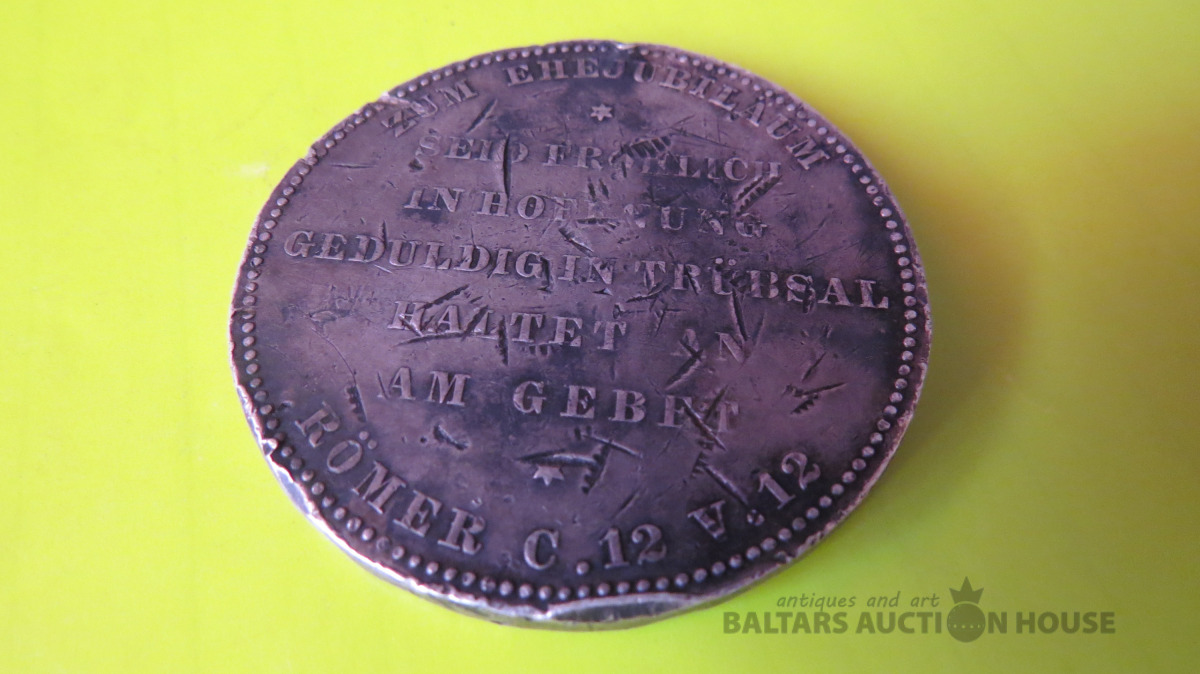 ZUM EHEJUBILÄUM
SEID FRÖHLICH
IN HOFFNUNG
GEDULDIG IN TRÜBSAL
HALTET AN
AM GEBET
RÖMER C. 12 V. 12
antiques and art
BALTARS AUCTION HOUSE